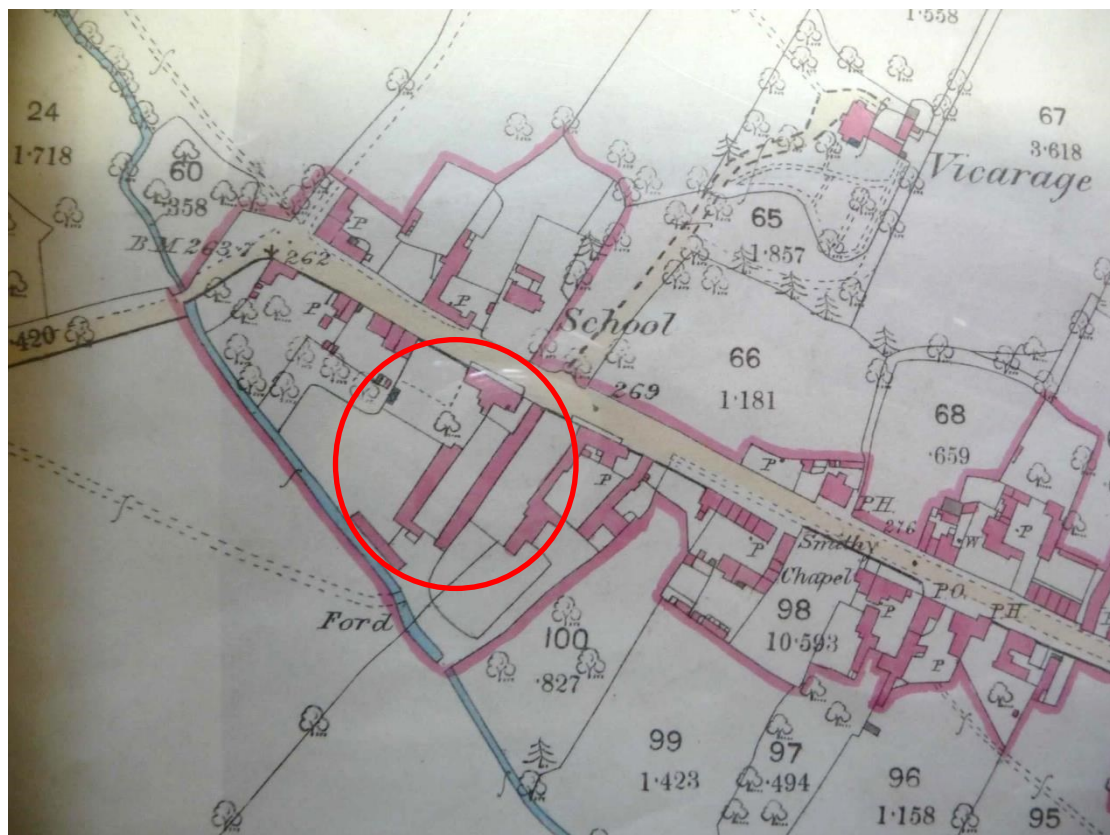 1·558
24
1·718
67
3·618
Vicarage
60
·358
65
1·857
B.M. 263·7
262
P
P
P
School
·420
269
66
1·181
68
·659
P
P
P.H.
276
W
P
Smithy
P
Chapel
P.O.
P.H.
98
10·593
P
P
Ford
100
·827
99
1·423
97
·494
96
1·158
95